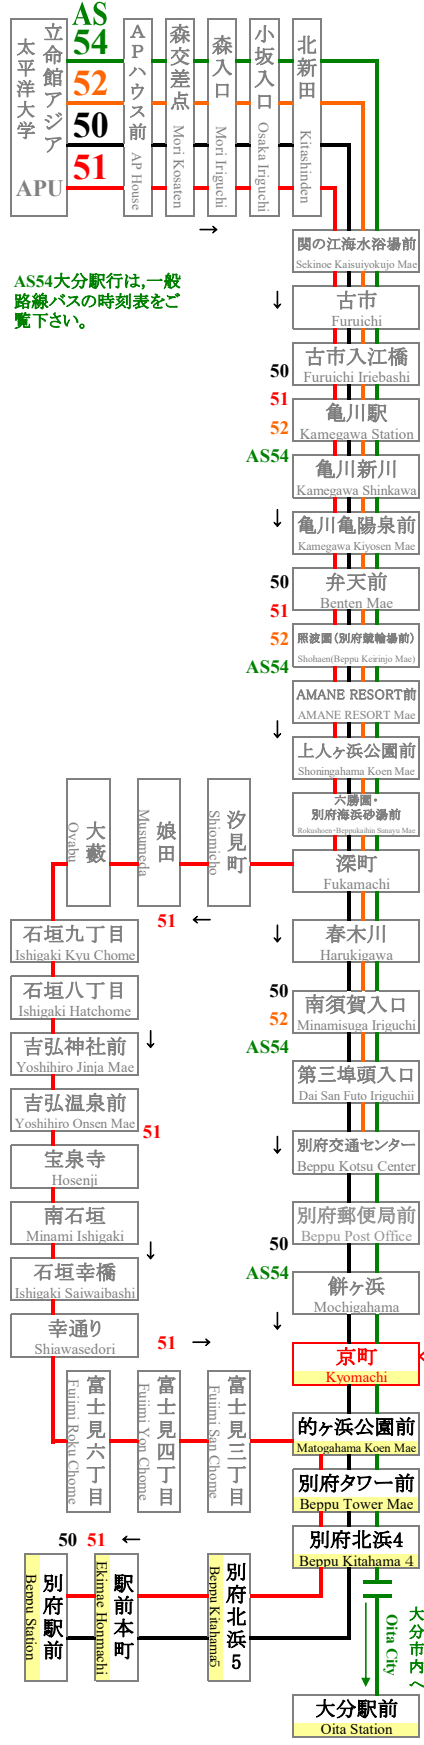 AS
54
52
50
51
立命館アジア
太平洋大学
APU
APハウス前
AP House
森交差点
Mori Kosaten
森入口
Mori Iriguchi
小坂入口
Osaka Iriguchi
北新田
Kitashinden
→
関の江海水浴場前
Sekinoe Kaisuiyokujo Mae
AS54大分駅行は,一般
路線バスの時刻表をご
覧下さい。
↓
古市
Furuichi
古市入江橋
Furuichi Iriebashi
50
51
52
AS54
亀川駅
Kamegawa Station
亀川新川
Kamegawa Shinkawa
↓
亀川亀陽泉前
Kamegawa Kiyosen Mae
弁天前
Benten Mae
50
51
52
AS54
照波園(別府競輪場前)
Shohaen(Beppu Keirinjo Mae)
AMANE RESORT前
AMANE RESORT Mae
↓
上人ヶ浜公園前
Shoningahama Koen Mae
六勝園・
別府海浜砂湯前
Rokushoen・Beppukaihin Sunayu Mae
深町
Fukamachi
汐見町
Shiomicho
娘田
Musumeda
大藪
Oyabu
51 ←
石垣九丁目
Ishigaki Kyu Chome
石垣八丁目
Ishigaki Hatchome
吉弘神社前
Yoshihiro Jinja Mae
↓
吉弘温泉前
Yoshihiro Onsen Mae
51
宝泉寺
Hosenji
南石垣
Minami Ishigaki
↓
石垣幸橋
Ishigaki Saiwaibashi
幸通り
Shiawasedori
51 →
富士見六丁目
Fujimi Roku Chome
富士見四丁目
Fujimi Yon Chome
富士見三丁目
Fujimi San Chome
↓
春木川
Harukigawa
50
52
AS54
南須賀入口
Minamisuga Iriguchi
第三埠頭入口
Dai San Futo Iriguchii
↓
別府交通センター
Beppu Kotsu Center
別府郵便局前
Beppu Post Office
50
AS54
餅ヶ浜
Mochigahama
↓
京町
Kyomachi
的ヶ浜公園前
Matogahama Koen Mae
別府タワー前
Beppu Tower Mae
別府北浜4
Beppu Kitahama 4
50 51 ←
別府北浜5
Beppu Kitahama5
駅前本町
Ekimae Honmachi
別府駅前
Beppu Station
大分市内へ
Oita City
大分駅前
Oita Station